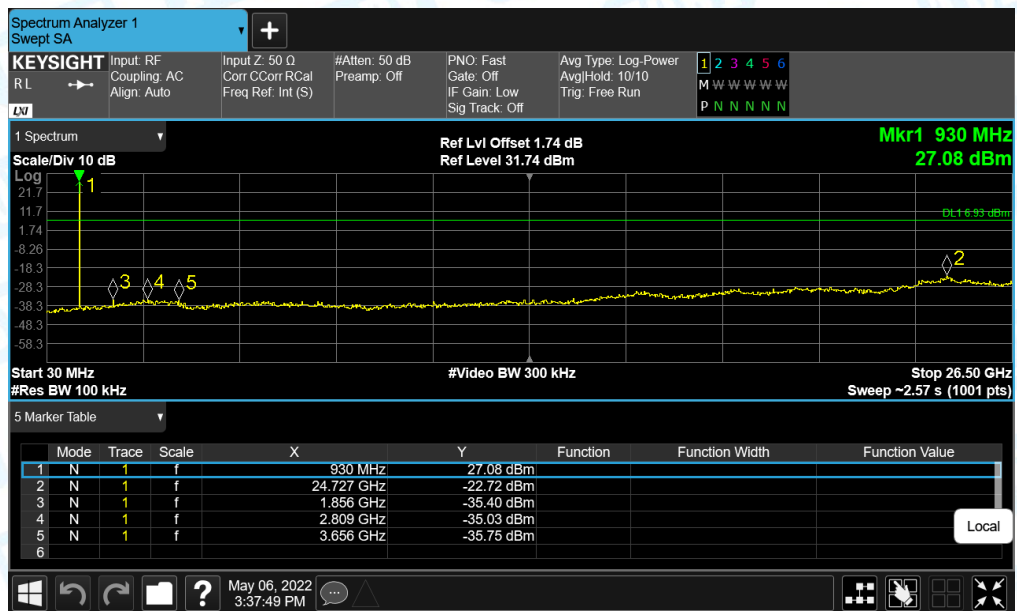 Spectrum Analyzer 1
Swept SA
+
KEYSIGHT
R L
LXI
Input: RF
Coupling: AC
Align: Auto
Input Z: 50 Ω
Corr CCorr RCal
Freq Ref: Int (S)
#Atten: 50 dB
Preamp: Off
PNO: Fast
Gate: Off
IF Gain: Low
Sig Track: Off
Avg Type: Log-Power
Avg|Hold: 10/10
Trig: Free Run
1 2 3 4 5 6
M W W W W W
P N N N N N
1 Spectrum
Scale/Div 10 dB
Ref Lvl Offset 1.74 dB
Ref Level 31.74 dBm
Mkr1 930 MHz
27.08 dBm
Log
21.7
11.7
1.74
-8.26
-18.3
-28.3
-38.3
-48.3
-58.3
1
DL1 6.93 dBm
2
3 4 5
Start 30 MHz
#Video BW 300 kHz
Stop 26.50 GHz
#Res BW 100 kHz
Sweep ~2.57 s (1001 pts)
5 Marker Table
Mode Trace Scale X Y Function Function Width Function Value
1 N 1 f 930 MHz 27.08 dBm
2 N 1 f 24.727 GHz -22.72 dBm
3 N 1 f 1.856 GHz -35.40 dBm
4 N 1 f 2.809 GHz -35.03 dBm
5 N 1 f 3.656 GHz -35.75 dBm
6
Local
?
May 06, 2022
3:37:49 PM